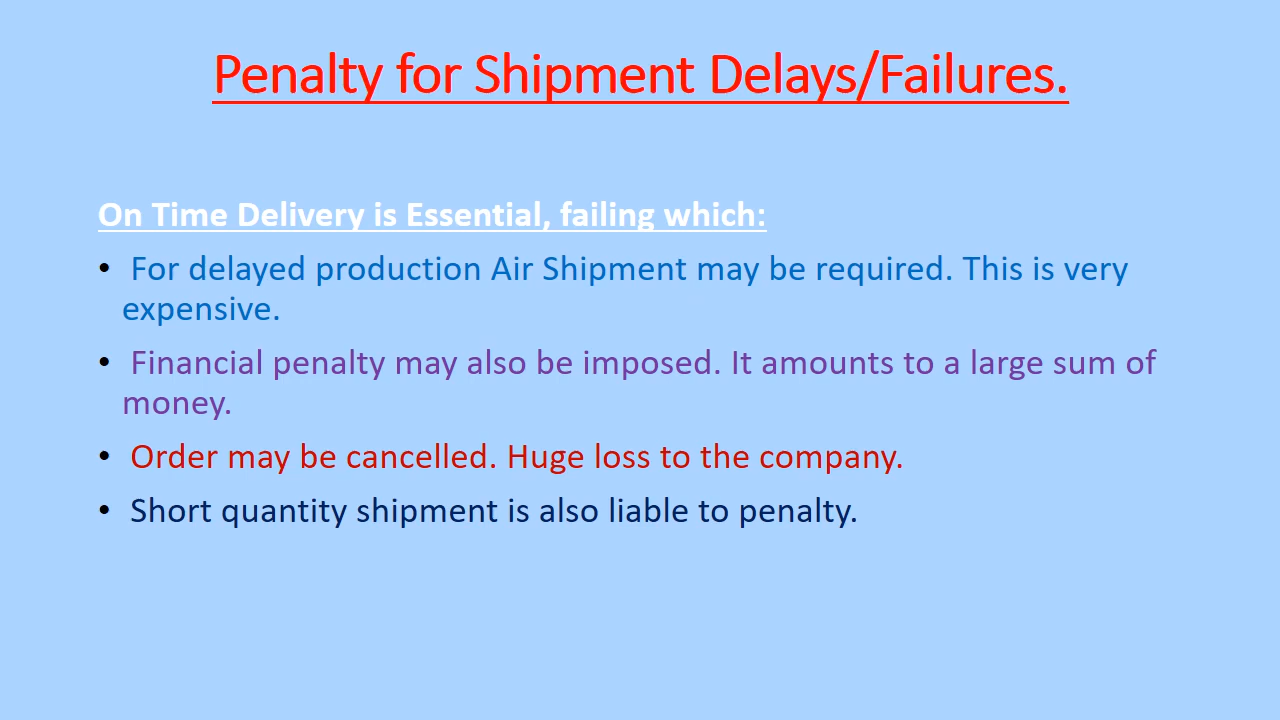 Penalty for Shipment Delays/Failures.
On Time Delivery is Essential, failing which:
• For delayed production Air Shipment may be required. This is very
expensive.
• Financial penalty may also be imposed. It amounts to a large sum of
money.
• Order may be cancelled. Huge loss to the company.
• Short quantity shipment is also liable to penalty.